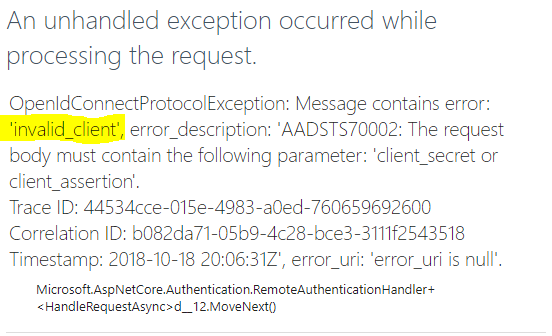 An unhandled exception occurred while
processing the request.
OpenIdConnectProtocolException: Message contains error:
'invalid_client', error_description: 'AADSTS70002: The request
body must contain the following parameter: 'client_secret or
client_assertion'.
Trace ID: 44534cce-015e-4983-a0ed-760659692600
Correlation ID: b082da71-05b9-4c28-bce3-3111f2543518
Timestamp: 2018-10-18 20:06:31Z', error_uri: 'error_uri is null'.
Microsoft.AspNetCore.Authentication.RemoteAuthenticationHandler+
<HandleRequestAsync>d__12.MoveNext()